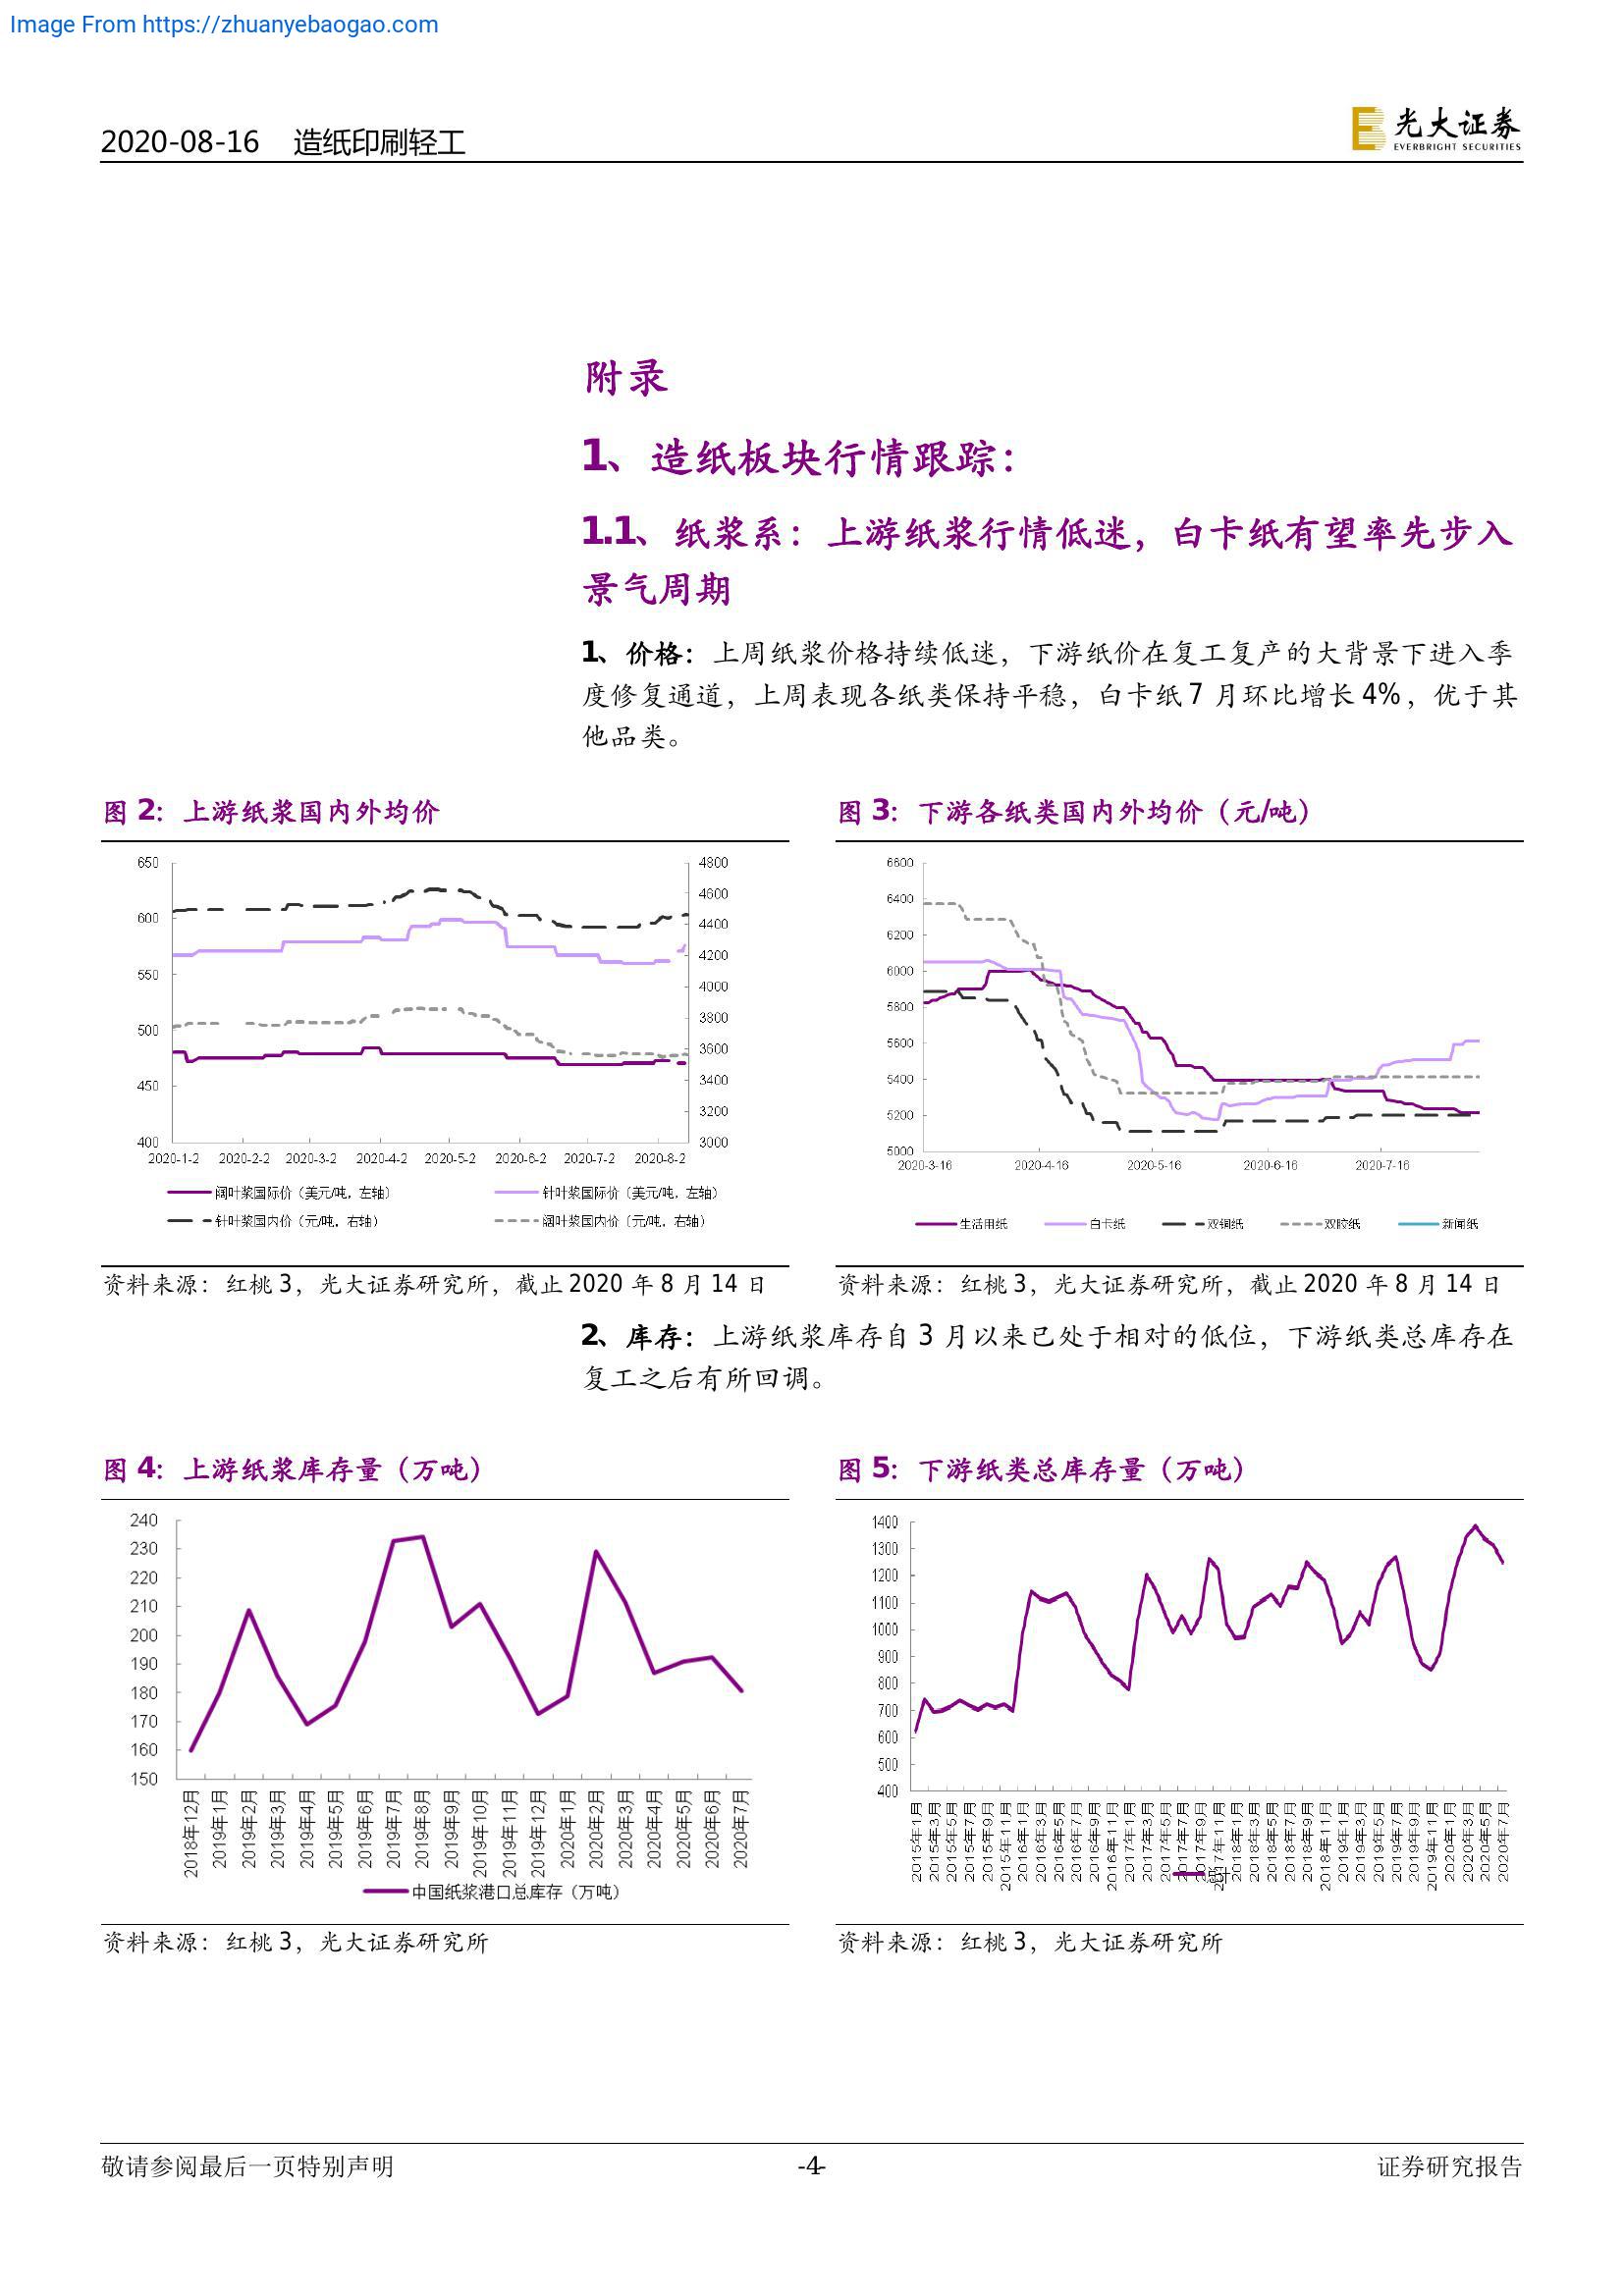 Image From https://zhuanyebaogao.com
2020-08-16 造纸印刷轻工
光大证券
EVERBRIGHT SECURITIES
附录
1、造纸板块行情跟踪：
1.1、纸浆系：上游纸浆行情低迷，白卡纸有望率先步入
景气周期
1、价格：上周纸浆价格持续低迷，下游纸价在复工复产的大背景下进入季
度修复通道，上周表现各纸类保持平稳，白卡纸 7 月环比增长 4%，优于其
他品类。
图 2：上游纸浆国内外均价
650
600
550
500
450
400
4800
4600
4400
4200
4000
3800
3600
3400
3200
3000
2020-1-2 2020-2-2 2020-3-2 2020-4-2 2020-5-2 2020-6-2 2020-7-2 2020-8-2
阔叶浆国际价（美元/吨，左轴） 针叶浆国际价（美元/吨，左轴）
针叶浆国内价（元/吨，右轴） 阔叶浆国内价（元/吨，右轴）
资料来源：红桃 3，光大证券研究所，截止 2020 年 8 月 14 日
图 3：下游各纸类国内外均价（元/吨）
6600
6400
6200
6000
5800
5600
5400
5200
5000
2020-3-16 2020-4-16 2020-5-16 2020-6-16 2020-7-16
生活用纸 白卡纸 双铜纸 双胶纸 新闻纸
资料来源：红桃 3，光大证券研究所，截止 2020 年 8 月 14 日
2、库存：上游纸浆库存自 3 月以来已处于相对的低位，下游纸类总库存在
复工之后有所回调。
图 4：上游纸浆库存量（万吨）
240
230
220
210
200
190
180
170
160
150
2018年12月
2019年1月
2019年2月
2019年3月
2019年4月
2019年5月
2019年6月
2019年7月
2019年8月
2019年9月
2019年10月
2019年11月
2019年12月
2020年1月
2020年2月
2020年3月
2020年4月
2020年5月
2020年6月
2020年7月
中国纸浆港口总库存（万吨）
资料来源：红桃 3，光大证券研究所
图 5：下游纸类总库存量（万吨）
1400
1300
1200
1100
1000
900
800
700
600
500
400
2015年1月
2015年3月
2015年5月
2015年7月
2015年9月
2015年11月
2016年1月
2016年3月
2016年5月
2016年7月
2016年9月
2016年11月
2017年1月
2017年3月
2017年5月
2017年7月
2017年9月
2017年11月
2018年1月
2018年3月
2018年5月
2018年7月
2018年9月
2018年11月
2019年1月
2019年3月
2019年5月
2019年7月
2019年9月
2019年11月
2020年1月
2020年3月
2020年5月
2020年7月
资料来源：红桃 3，光大证券研究所
敬请参阅最后一页特别声明
-4-
证券研究报告